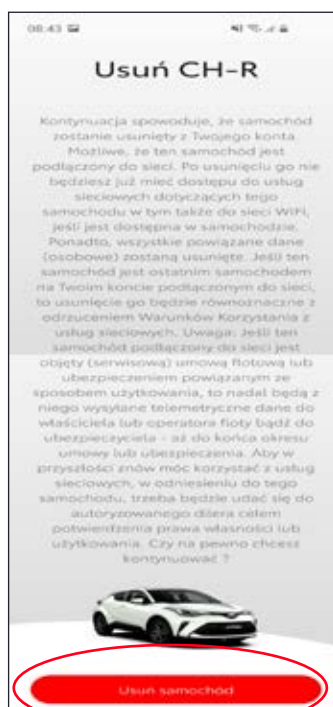 08:43
Usuń CH-R
Kontynuacja spowoduje, że samochód
zostanie usunięty z Twojego konta.
Możliwe, że ten samochód jest
podłączony do sieci. Po usunięciu go nie
będziesz już mieć dostępu do usług
sieciowych dotyczących tego
samochodu w tym także do sieci WiFi,
jeśli jest dostępna w samochodzie.
Ponadto, wszystkie powiązane dane
(osobowe) zostaną usunięte. Jeśli ten
samochód jest ostatnim samochodem
na Twoim koncie podłączonym do sieci,
to usunięcie go będzie równoznaczne z
odrzuceniem Warunków Korzystania z
usług sieciowych. Uwaga: Jeśli ten
samochód podłączony do sieci jest
objęty (serwisową) umową flotową lub
ubezpieczeniem powiązanym ze
sposobem użytkowania, to nadal będą z
niego wysyłane telemetryczne dane do
właściciela lub operatora floty bądź do
ubezpieczyciela - aż do końca okresu
umowy lub ubezpieczenia. Aby w
przyszłości znów móc korzystać z usług
sieciowych, w odniesieniu do tego
samochodu, trzeba będzie udać się do
autoryzowanego dilera celem
potwierdzenia prawa własności lub
użytkowania. Czy na pewno chcesz
kontynuować ?
Usuń samochód